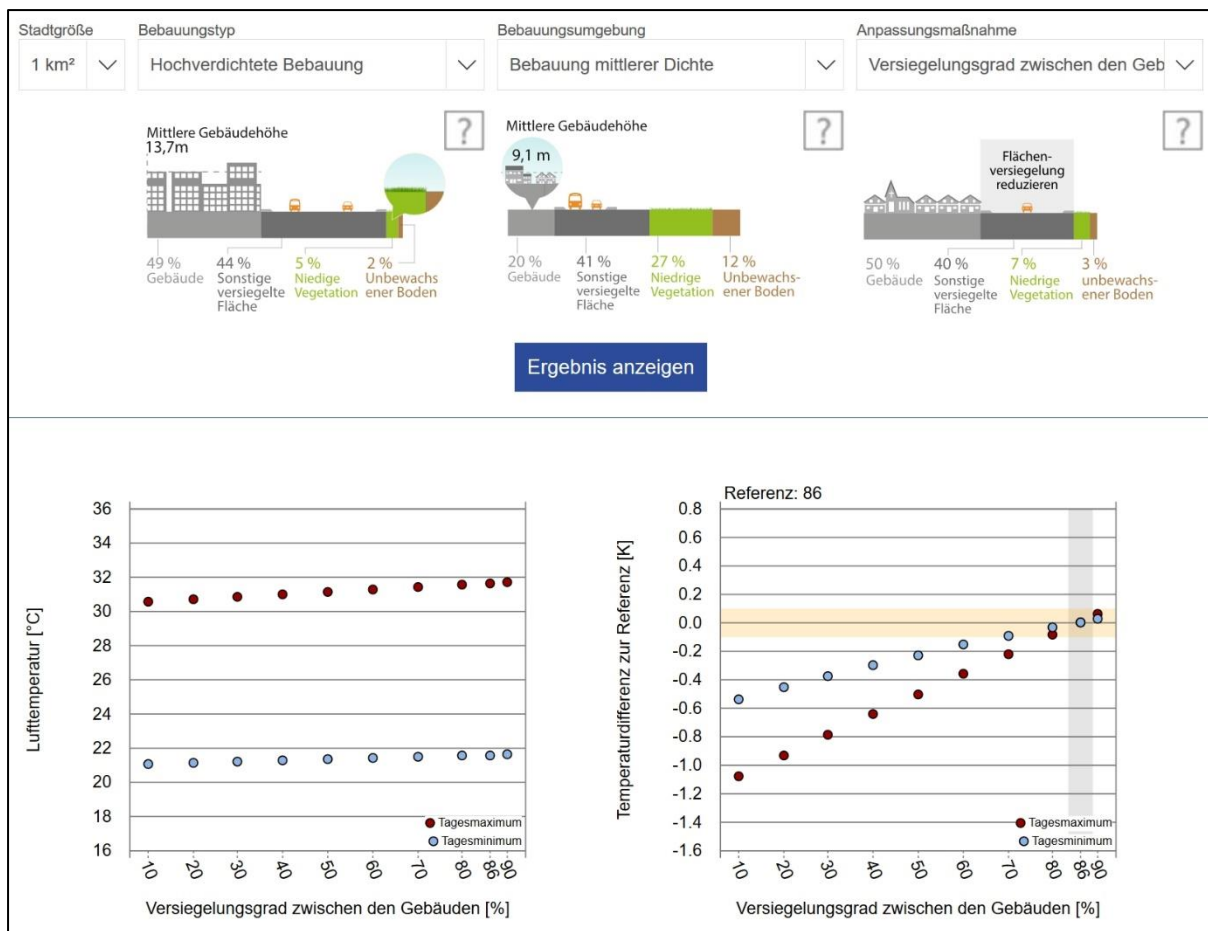 Stadtgröße
1 km²
Bebauungstyp
Hochverdichtete Bebauung
Bebauungsumgebung
Bebauung mittlerer Dichte
Anpassungsmaßnahme
Versiegelungsgrad zwischen den Geb
Mittlere Gebäudehöhe
13,7m
?
49 %
Gebäude
44 %
Sonstige
versiegelte
Fläche
5 %
Niedige
Vegetation
2 %
Unbewachs
ener Boden
Mittlere Gebäudehöhe
9,1 m
?
20 %
Gebäude
41 %
Sonstige
versiegelte
Fläche
27 %
Niedrige
Vegetation
12 %
Unbewachs-
ener Boden
Flächen-
versiegelung
reduzieren
?
50 %
Gebäude
40 %
Sonstige
versiegelte
Fläche
7 %
Niedrige
Vegetation
3 %
unbewachs-
ener Boden
Ergebnis anzeigen
Lufttemperatur [°C]
36
34
32
30
28
26
24
22
20
18
16
Tagesmaximum
Tagesminimum
10 20 30 40 50 60 70 80 86 90
Versiegelungsgrad zwischen den Gebäuden [%]
Referenz: 86
Temperaturdifferenz zur Referenz [K]
0.8
0.6
0.4
0.2
0.0
-0.2
-0.4
-0.6
-0.8
-1.0
-1.2
-1.4
-1.6
Tagesmaximum
Tagesminimum
10 20 30 40 50 60 70 80 86 90
Versiegelungsgrad zwischen den Gebäuden [%]